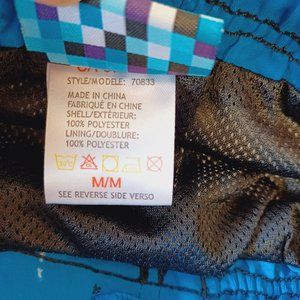 STYLE/MODÈLE: 70833
MADE IN CHINA
FABRIQUÉ EN CHINE
SHELL/EXTÉRIEUR:
100% POLYESTER
LINING/DOUBLURE:
100% POLYESTER
M/M
SEE REVERSE SIDE VERSO